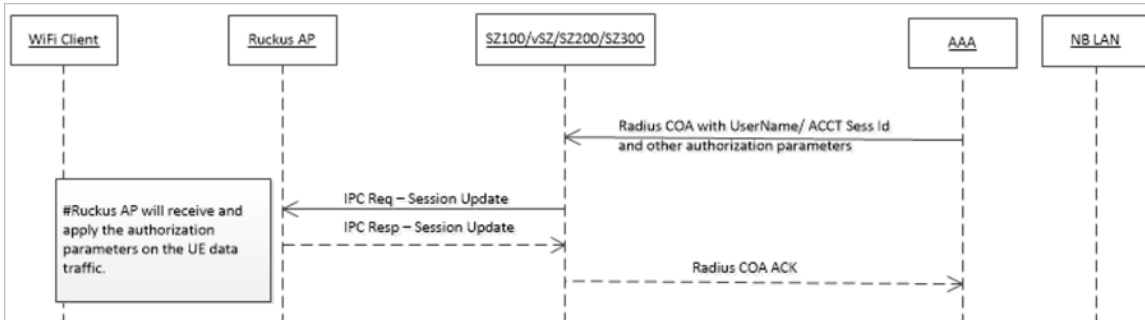 WiFi Client
Ruckus AP
SZ100/vSZ/SZ200/SZ300
AAA
NB LAN
Radius COA with UserName/ ACCT Sess Id
and other authorization parameters
IPC Req – Session Update
#Ruckus AP will receive and
apply the authorization
parameters on the UE data
traffic.
IPC Resp – Session Update
Radius COA ACK